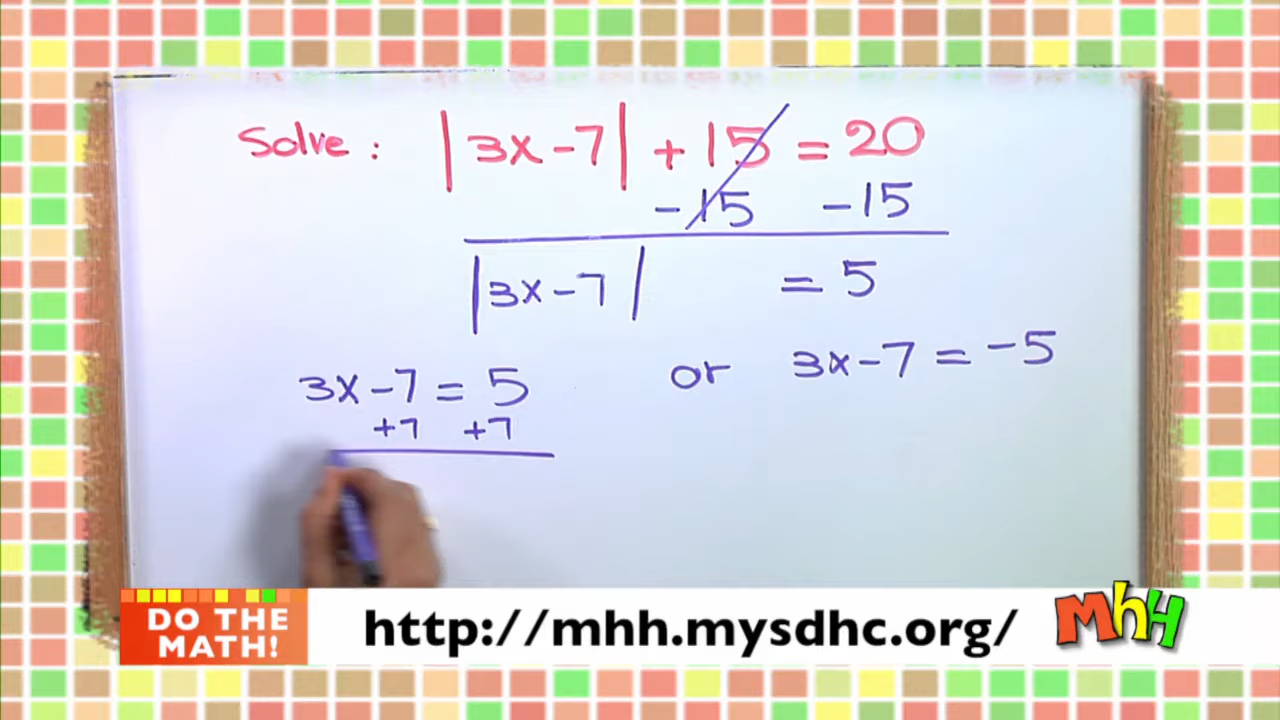 Solve : |3x-7| + 15 = 20
-15 -15
|3x-7| = 5
3x-7 = 5 or 3x-7 = -5
+7 +7
DO THE
MATH!
http://mhh.mysdhc.org/
MhH